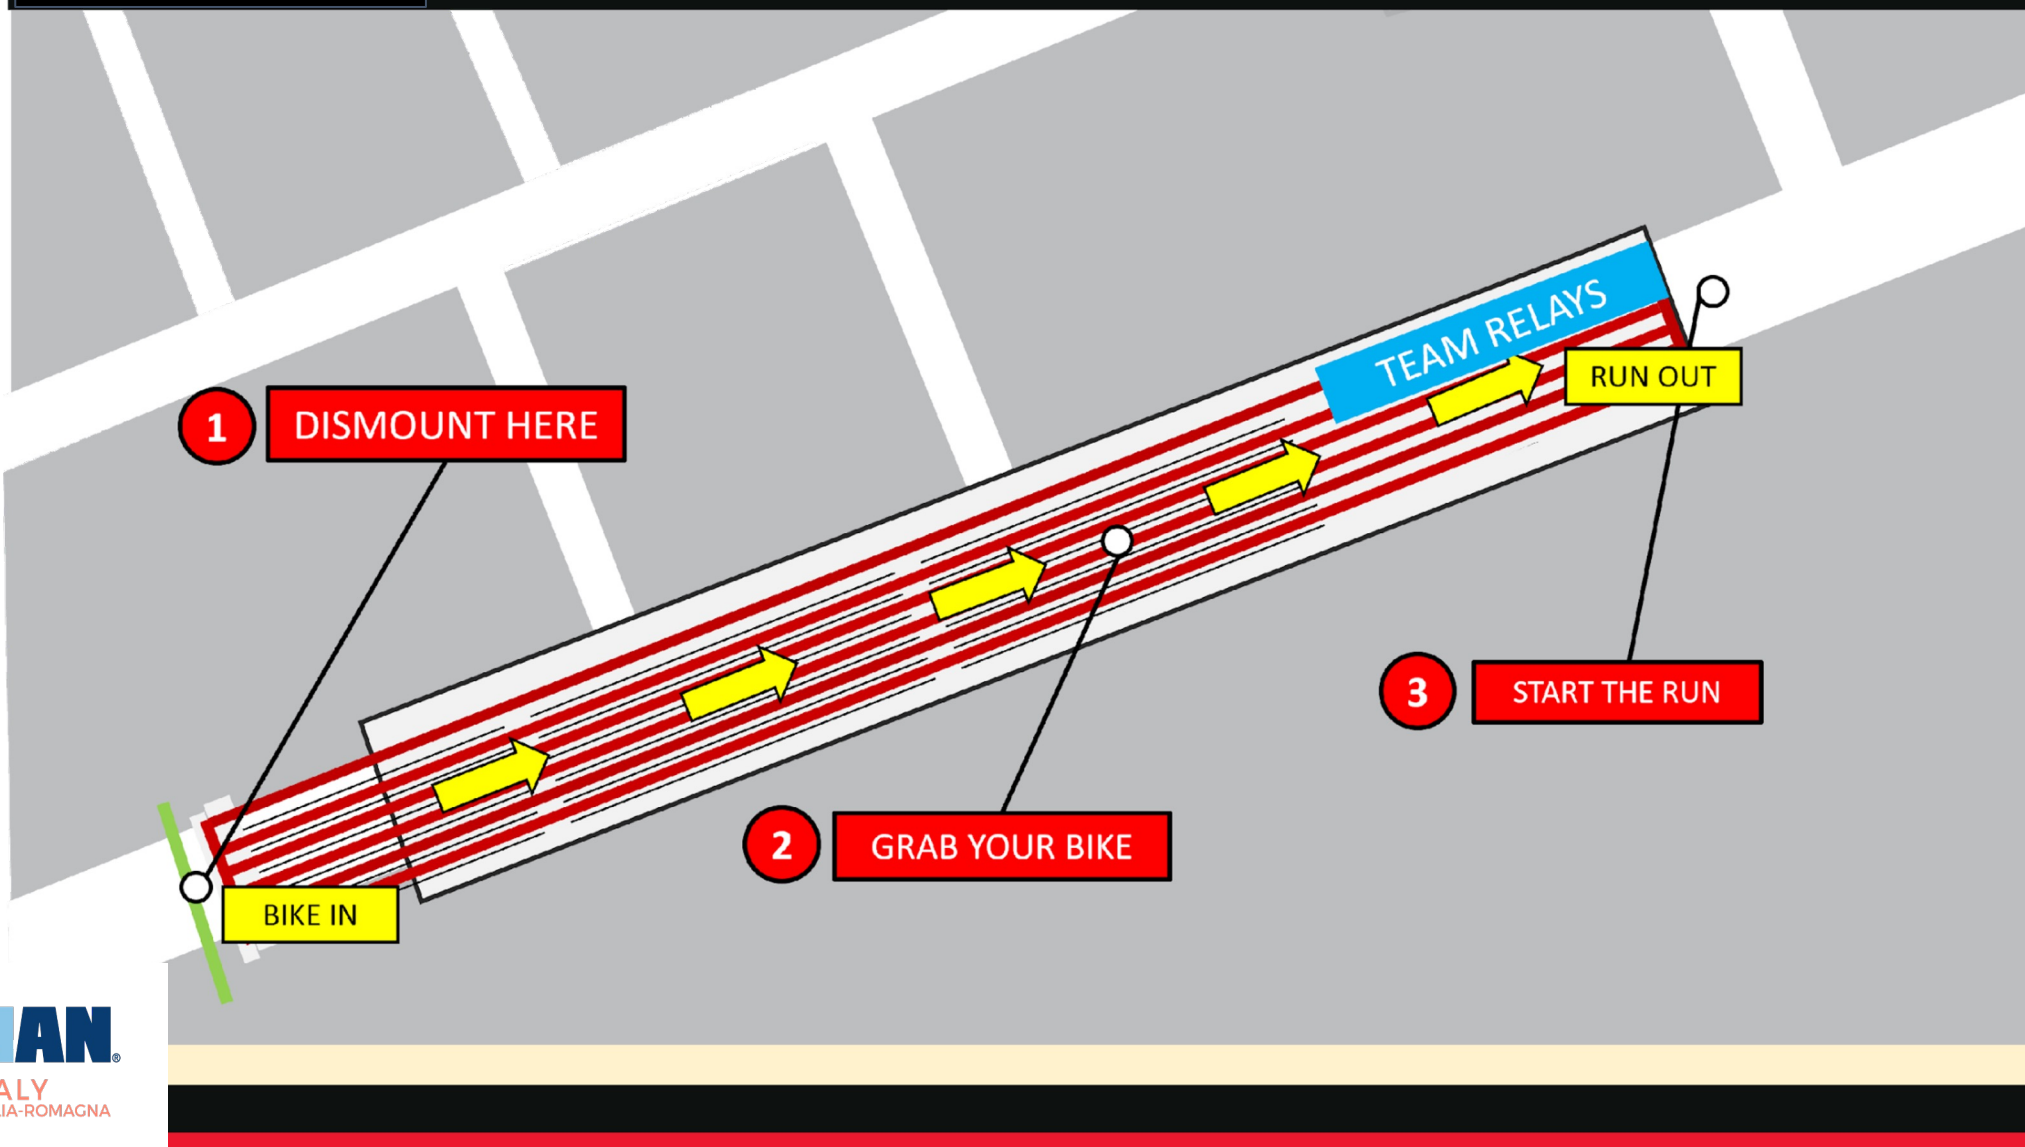 TEAM RELAYS
RUN OUT
1 DISMOUNT HERE
3 START THE RUN
2 GRAB YOUR BIKE
BIKE IN
AN®
ALY
IA-ROMAGNA